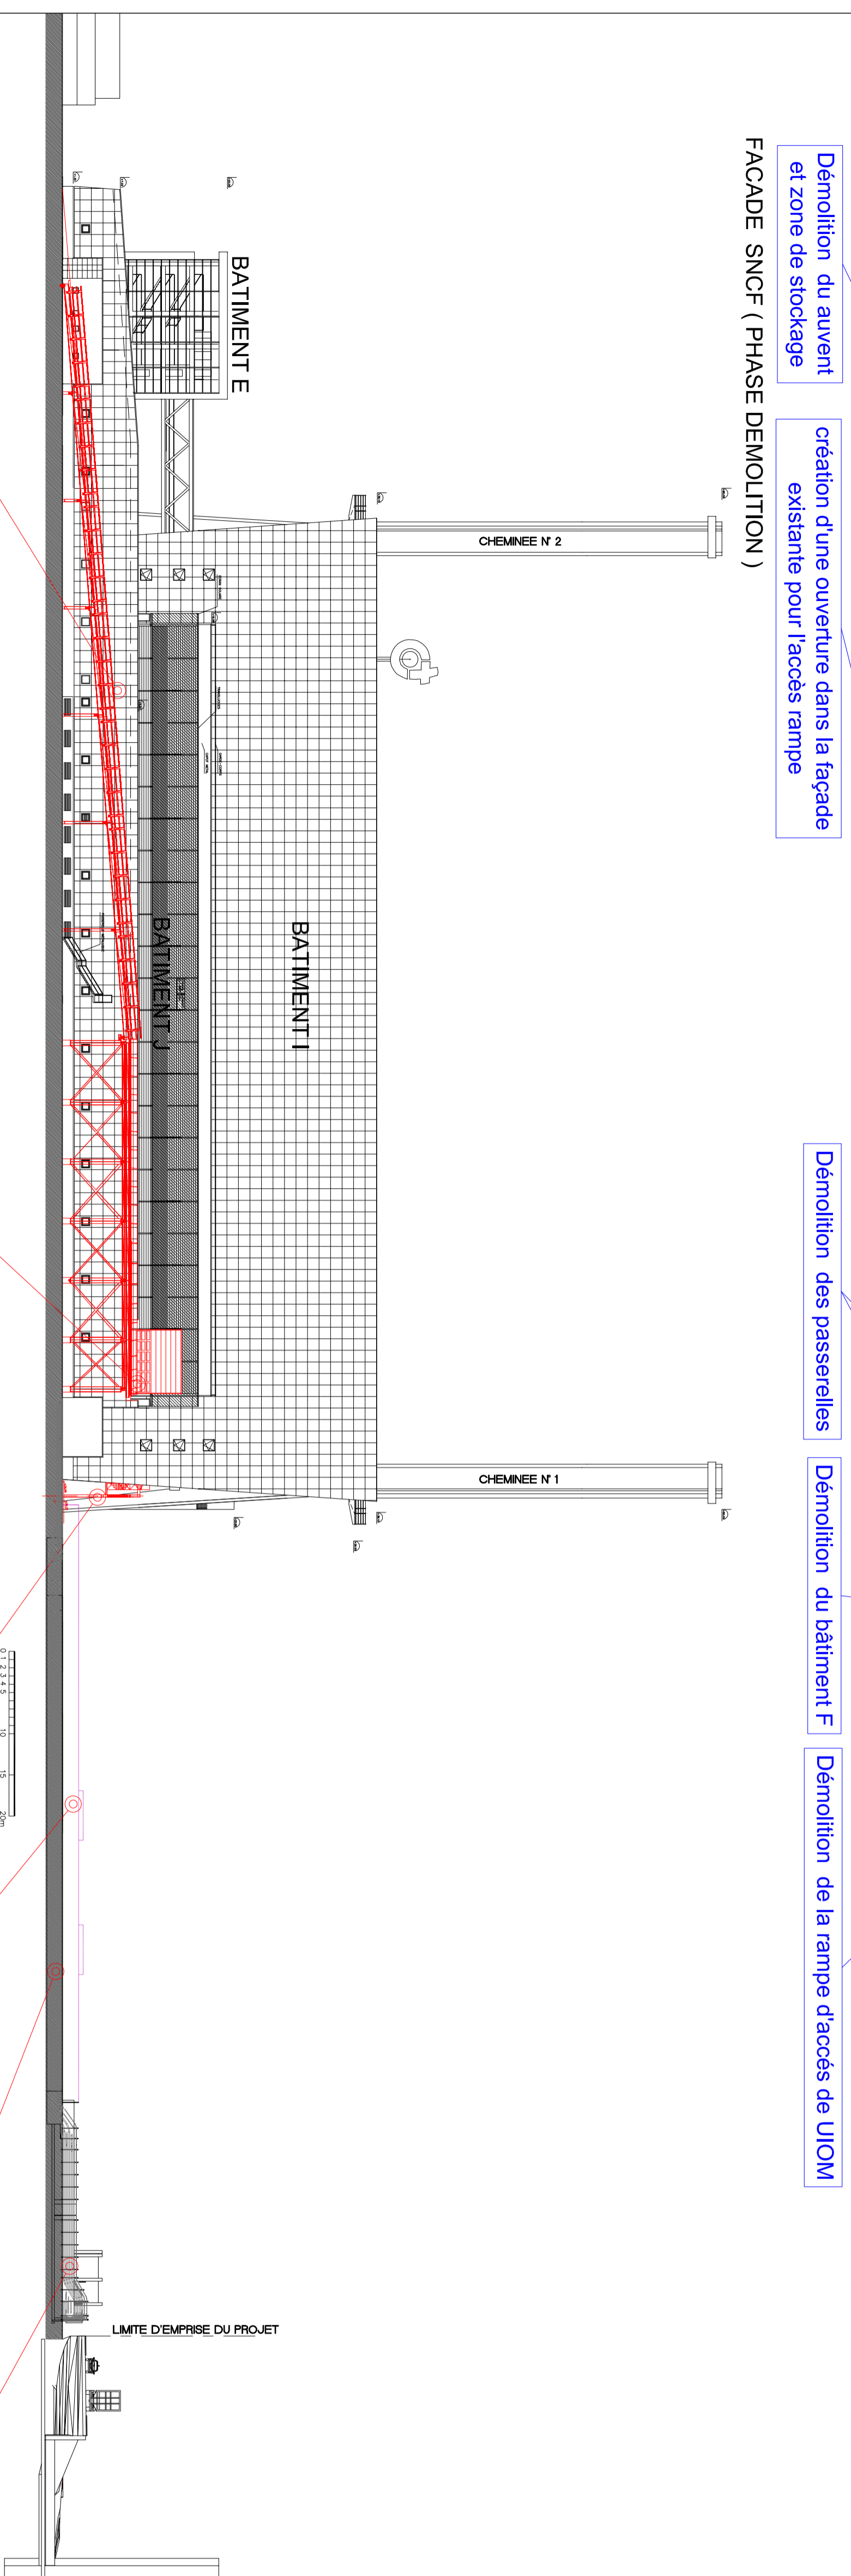 Démolition du auvent
et zone de stockage
création d'une ouverture dans la façade
existante pour l'accès rampe
Démolition des passerelles
Démolition du bâtiment F
Démolition de la rampe d'accés de UIOM
FACADE SNCF ( PHASE DEMOLITION )
BATIMENT E
CHEMINEE N° 2
CHEMINEE N° 1
BATIMENT I
BATIMENT J
LIMITE D'EMPRISE DU PROJET
0 1 2 3 4 5 10 15 20m